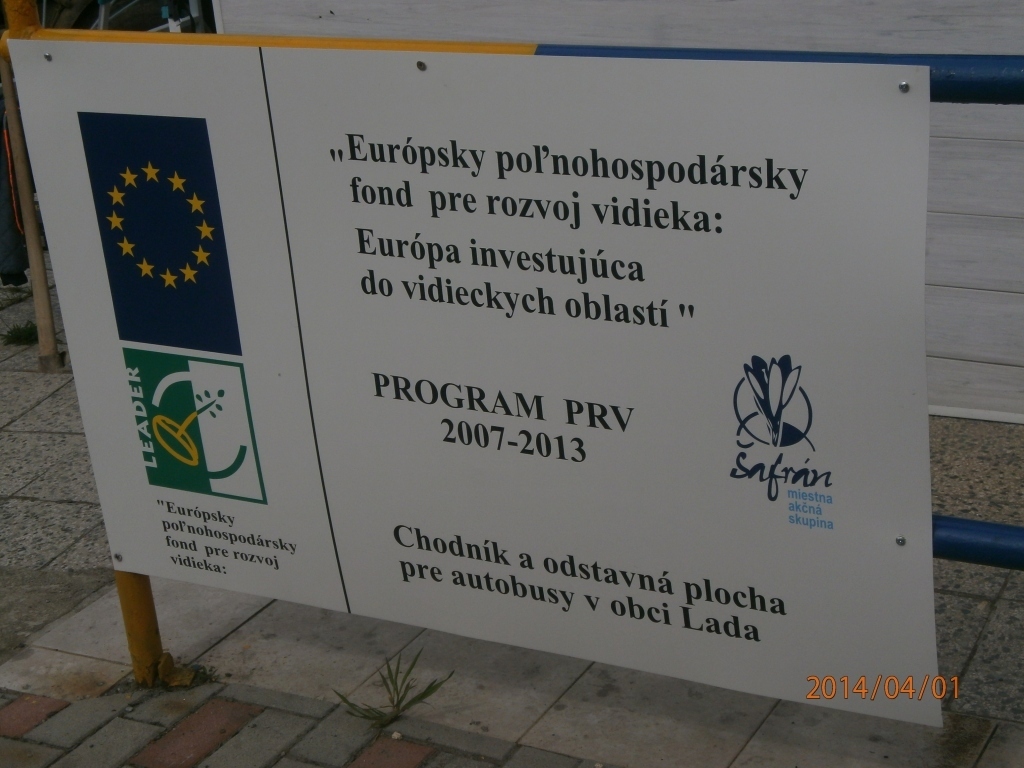 LEADER
"Európsky
poľnohospodársky
fond pre rozvoj
vidieka:
„Európsky poľnohospodársky
fond pre rozvoj vidieka:
Európa investujúca
do vidieckych oblastí "
PROGRAM PRV
2007-2013
Šafrán
miestna
akčná
skupina
Chodník a odstavná plocha
pre autobusy v obci Lada
2014/04/01